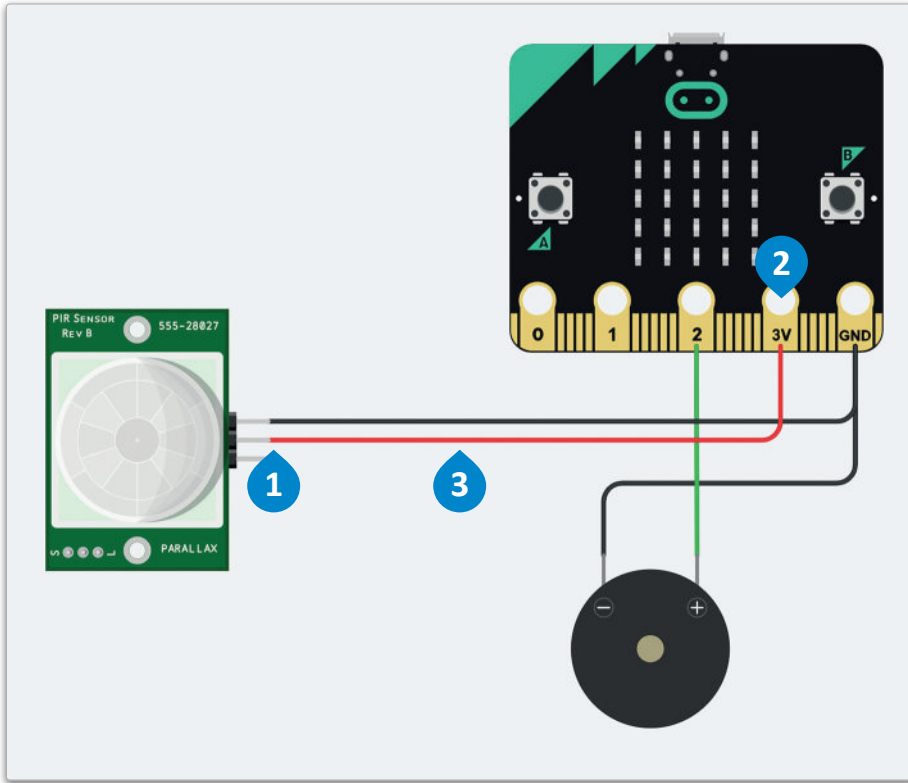 B
A
2
0
1
2
3V
GND
PIR SENSOR
REV B
555-28027
1
3
S
L
PARALLAX